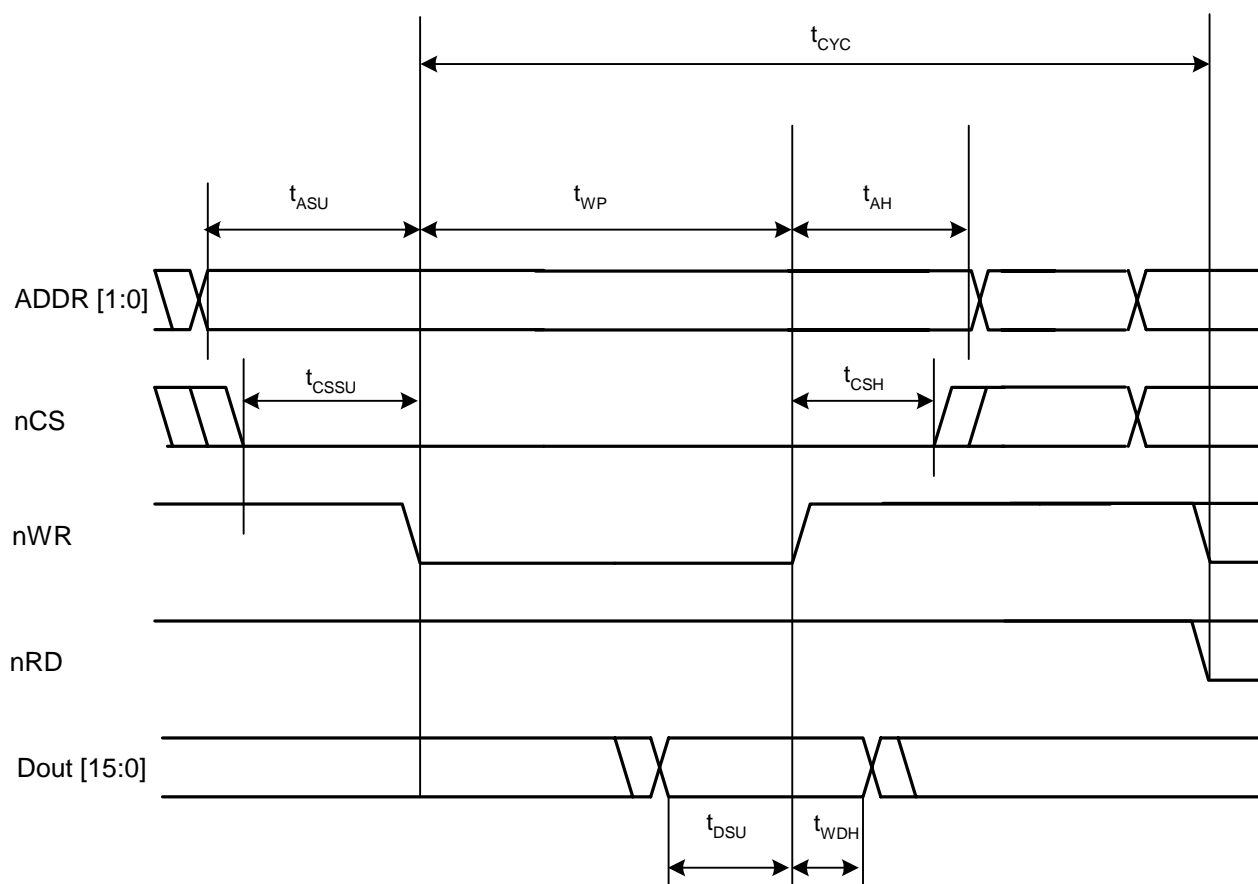 tCYC
tASU
tWP
tAH
ADDR [1:0]
tCSSU
tCSH
nCS
nWR
nRD
Dout [15:0]
tDSU
tWDH